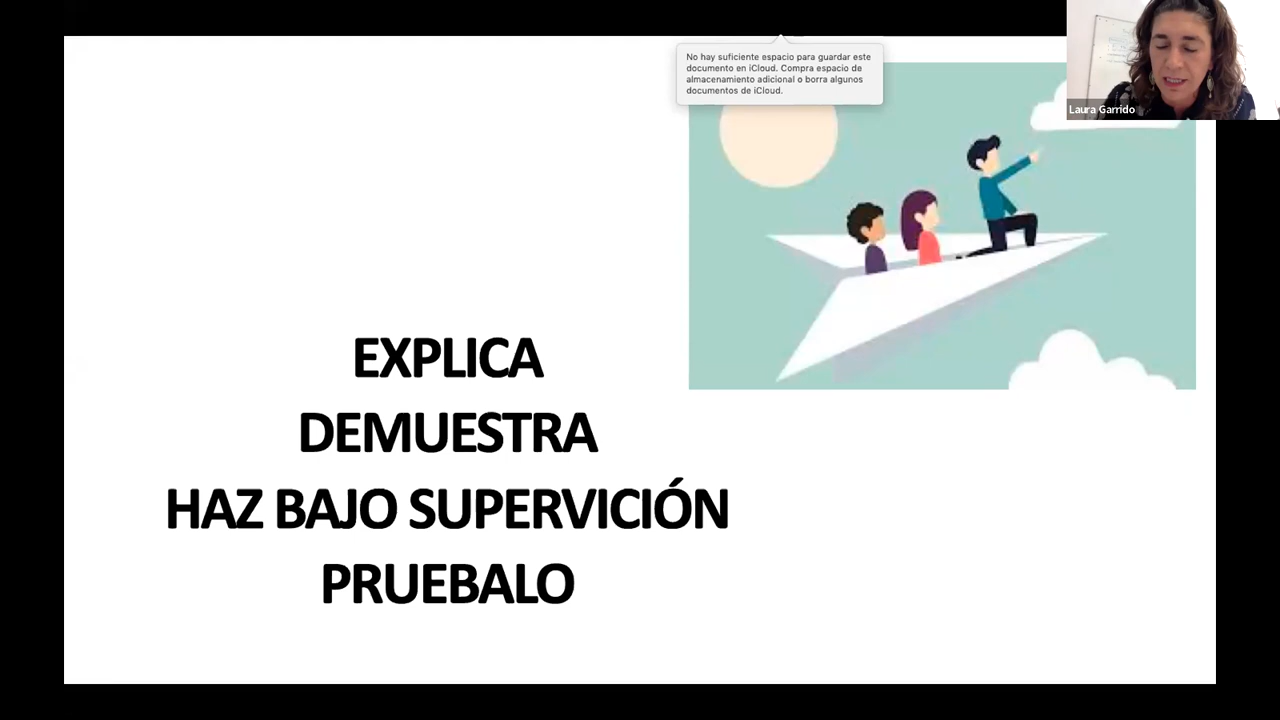 No hay suficiente espacio para guardar este
documento en iCloud. Compra espacio de
almacenamiento adicional o borra algunos
documentos de iCloud.
Laura Garrido
EXPLICA
DEMUESTRA
HAZ BAJO SUPERVICIÓN
PRUEBALO